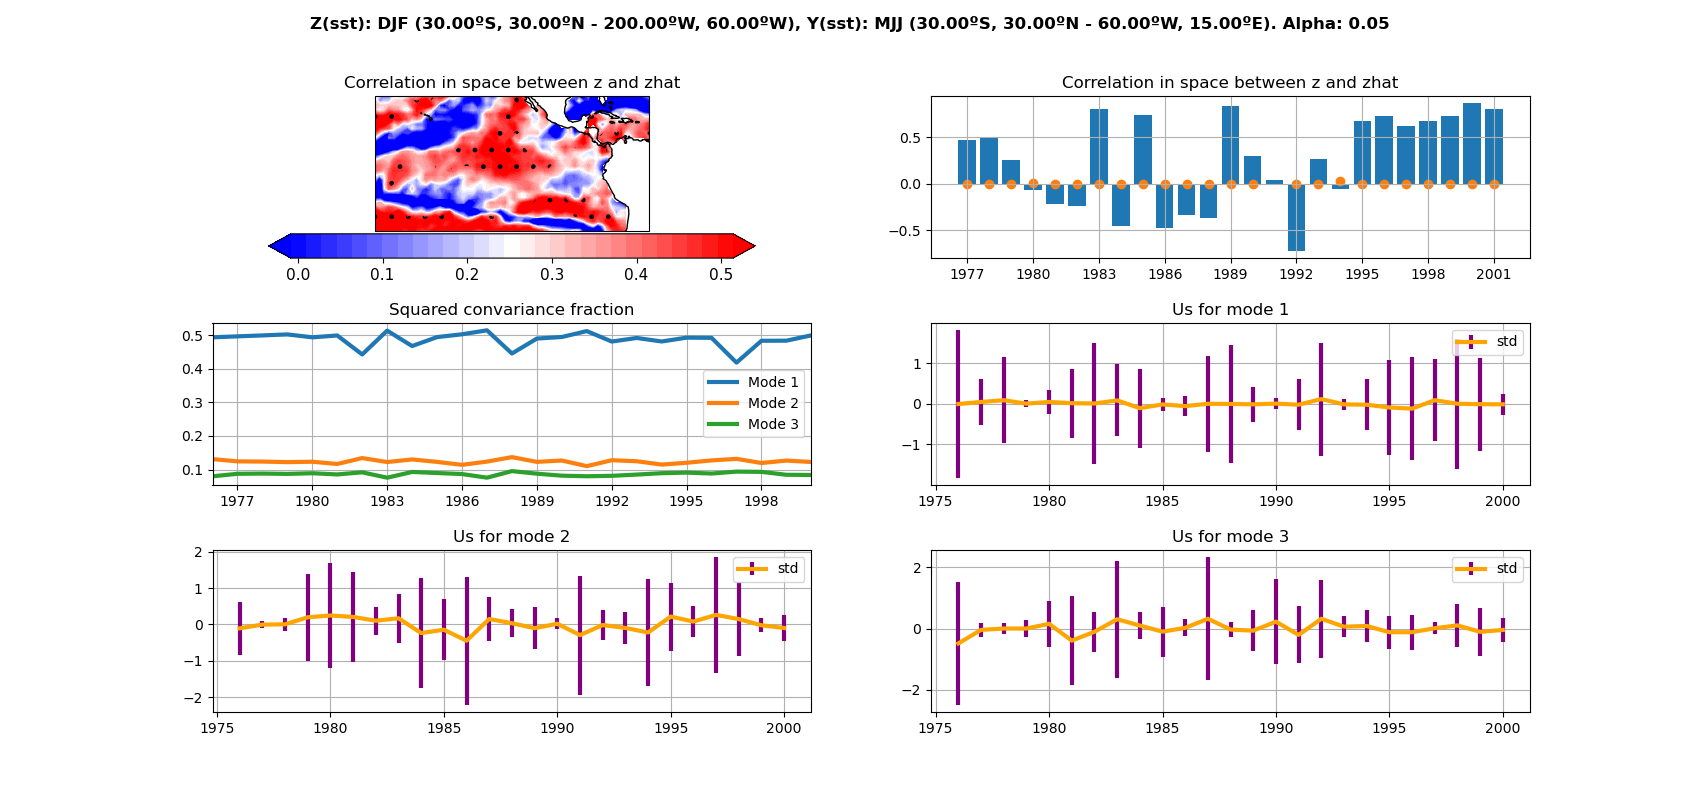 Z(sst): DJF (30.00ºS, 30.00ºN - 200.00ºW, 60.00ºW), Y(sst): MJJ (30.00ºS, 30.00ºN - 60.00ºW, 15.00ºE). Alpha: 0.05
Correlation in space between z and zhat
0.0 0.1 0.2 0.3 0.4 0.5
Correlation in space between z and zhat
0.5
0.0
−0.5
1977 1980 1983 1986 1989 1992 1995 1998 2001
Squared convariance fraction
0.5
0.4
0.3
0.2
0.1
Mode 1
Mode 2
Mode 3
1977 1980 1983 1986 1989 1992 1995 1998
Us for mode 1
std
1
0
−1
1975 1980 1985 1990 1995 2000
Us for mode 2
std
2
1
0
−1
−2
1975 1980 1985 1990 1995 2000
Us for mode 3
std
2
0
−2
1975 1980 1985 1990 1995 2000